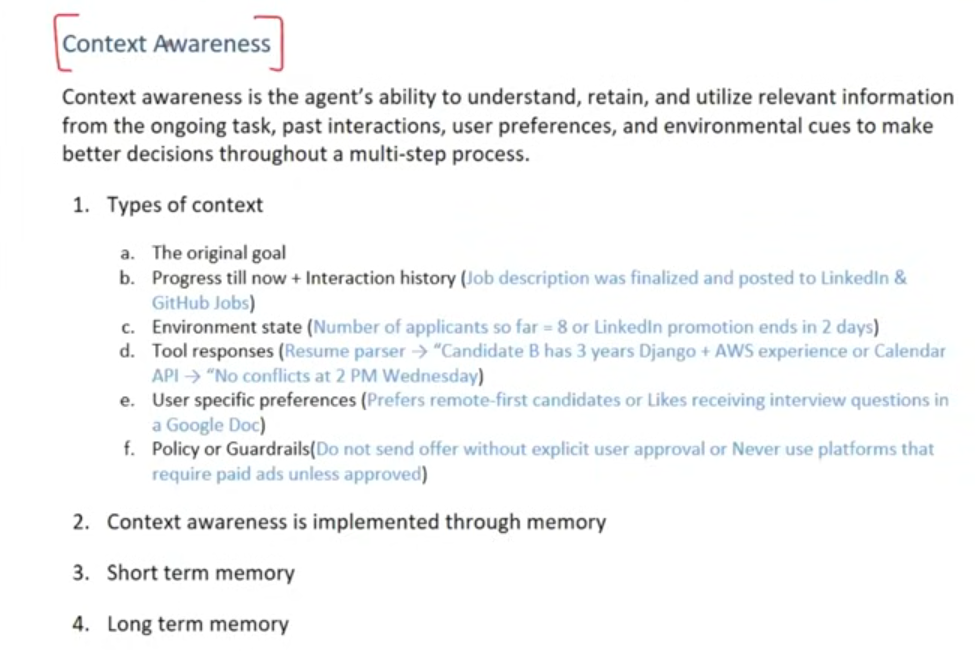 Context Awareness
Context awareness is the agent's ability to understand, retain, and utilize relevant information
from the ongoing task, past interactions, user preferences, and environmental cues to make
better decisions throughout a multi-step process.
1. Types of context
a. The original goal
b. Progress till now + Interaction history (Job description was finalized and posted to LinkedIn &
GitHub Jobs)
c. Environment state (Number of applicants so far = 8 or LinkedIn promotion ends in 2 days)
d. Tool responses (Resume parser → "Candidate B has 3 years Django + AWS experience or Calendar
API → "No conflicts at 2 PM Wednesday)
e. User specific preferences (Prefers remote-first candidates or Likes receiving interview questions in
a Google Doc)
f. Policy or Guardrails(Do not send offer without explicit user approval or Never use platforms that
require paid ads unless approved)
2. Context awareness is implemented through memory
3. Short term memory
4. Long term memory